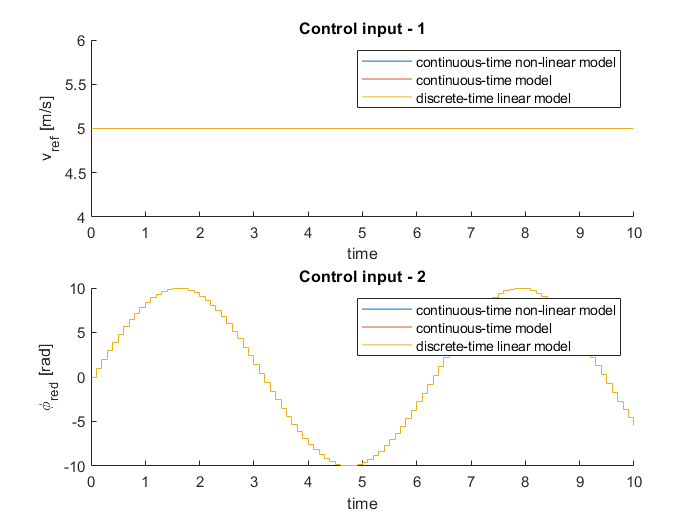 Control input - 1
6
5.5
5
4.5
4
v_ref [m/s]
continuous-time non-linear model
continuous-time model
discrete-time linear model
0 1 2 3 4 5 6 7 8 9 10
time
Control input - 2
10
5
0
-5
-10
ϕ_red [rad]
continuous-time non-linear model
continuous-time model
discrete-time linear model
0 1 2 3 4 5 6 7 8 9 10
time